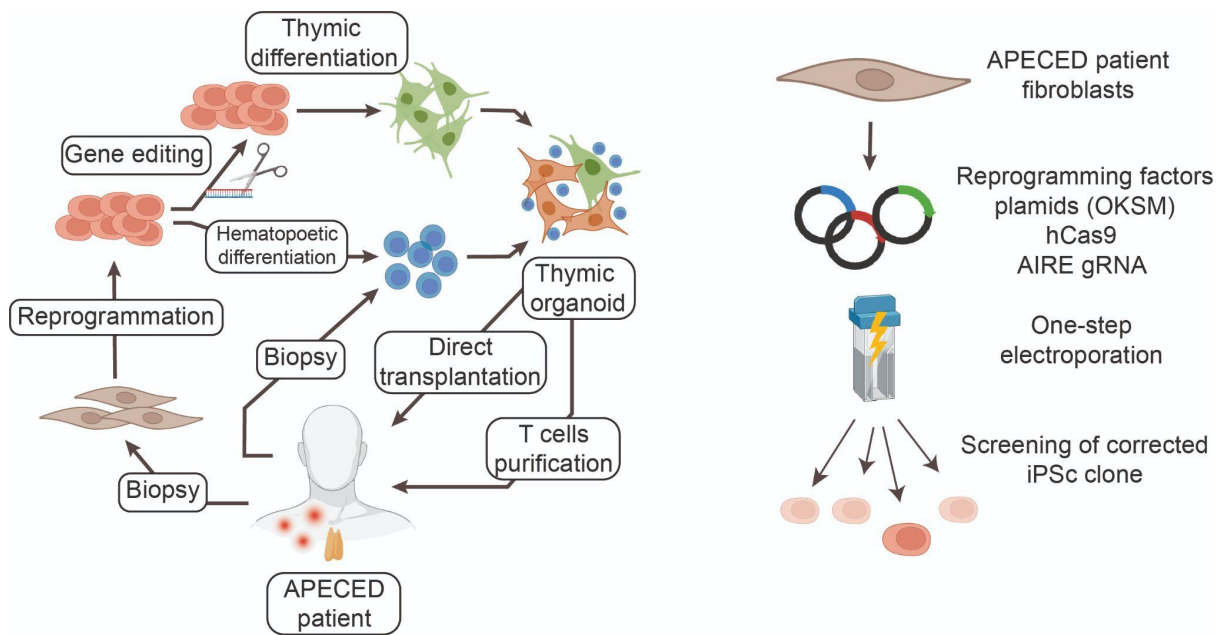 Thymic
differentiation
Gene editing
Hematopoetic
differentiation
Thymic
organoid
Reprogrammation
Biopsy
Direct
transplantation
T cells
purification
Biopsy
APECED
patient
APECED patient
fibroblasts
Reprogramming factors
plamids (OKSM)
hCas9
AIRE gRNA
One-step
electroporation
Screening of corrected
iPSc clone